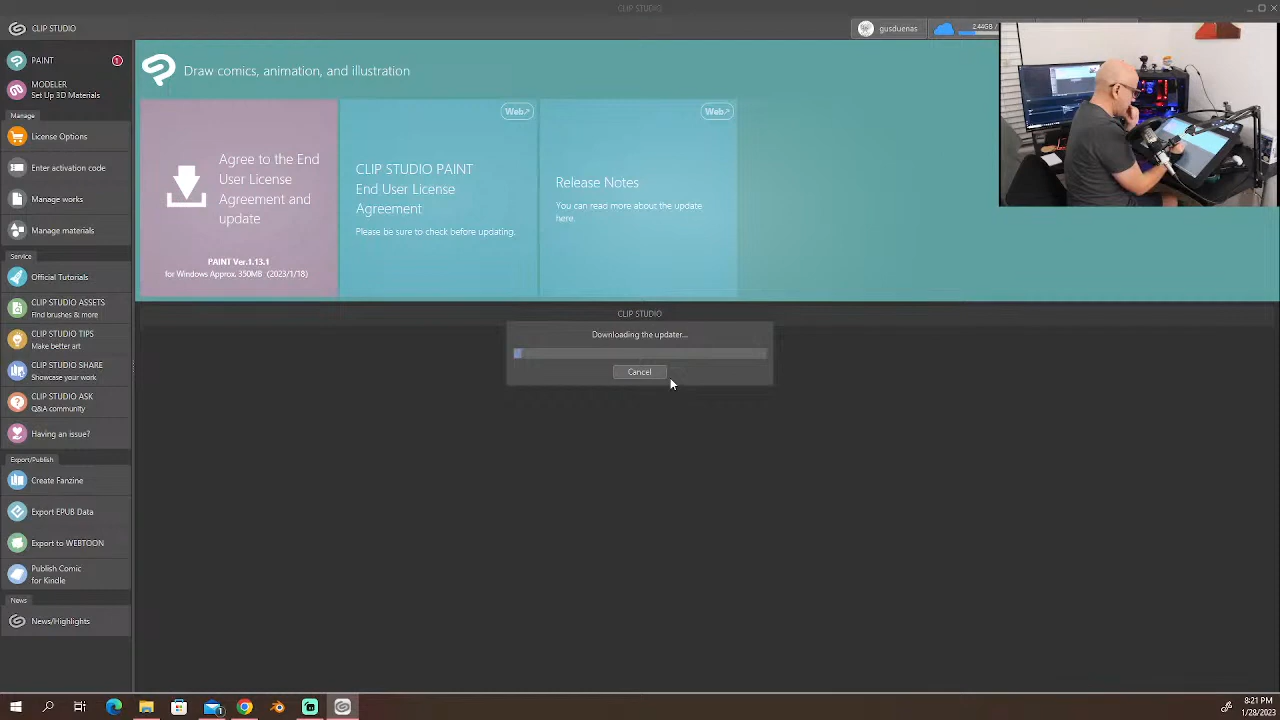 CLIP STUDIO
CLIP STUDIO
gusduenas
2.44GB /
PAINT
MODELER
Set Up 3D Materials
Manage
License Options
Enter activation code
Manage works
Manage materials
Service
Official Tutorials
CLIP STUDIO ASSETS
Find brushes & more
CLIP STUDIO TIPS
Make better art
CLIP STUDIO SHARE
Showcase your work
CLIP STUDIO ASK
Q&A community
Having an issue?
Export/Publish
Create Fanzine
Export EPUB Data
Export to WEBTOON
Publish Comic
for Kindle
News
News/Highlights
Draw comics, animation, and illustration
Agree to the End
User License
Agreement and
update
PAINT Ver.1.13.1
for Windows Approx. 350MB (2023/1/18)
Web
CLIP STUDIO PAINT
End User License
Agreement
Please be sure to check before updating.
Web
Release Notes
You can read more about the update
here.
CLIP STUDIO
Downloading the updater...
Cancel
8:21 PM
1/28/2023